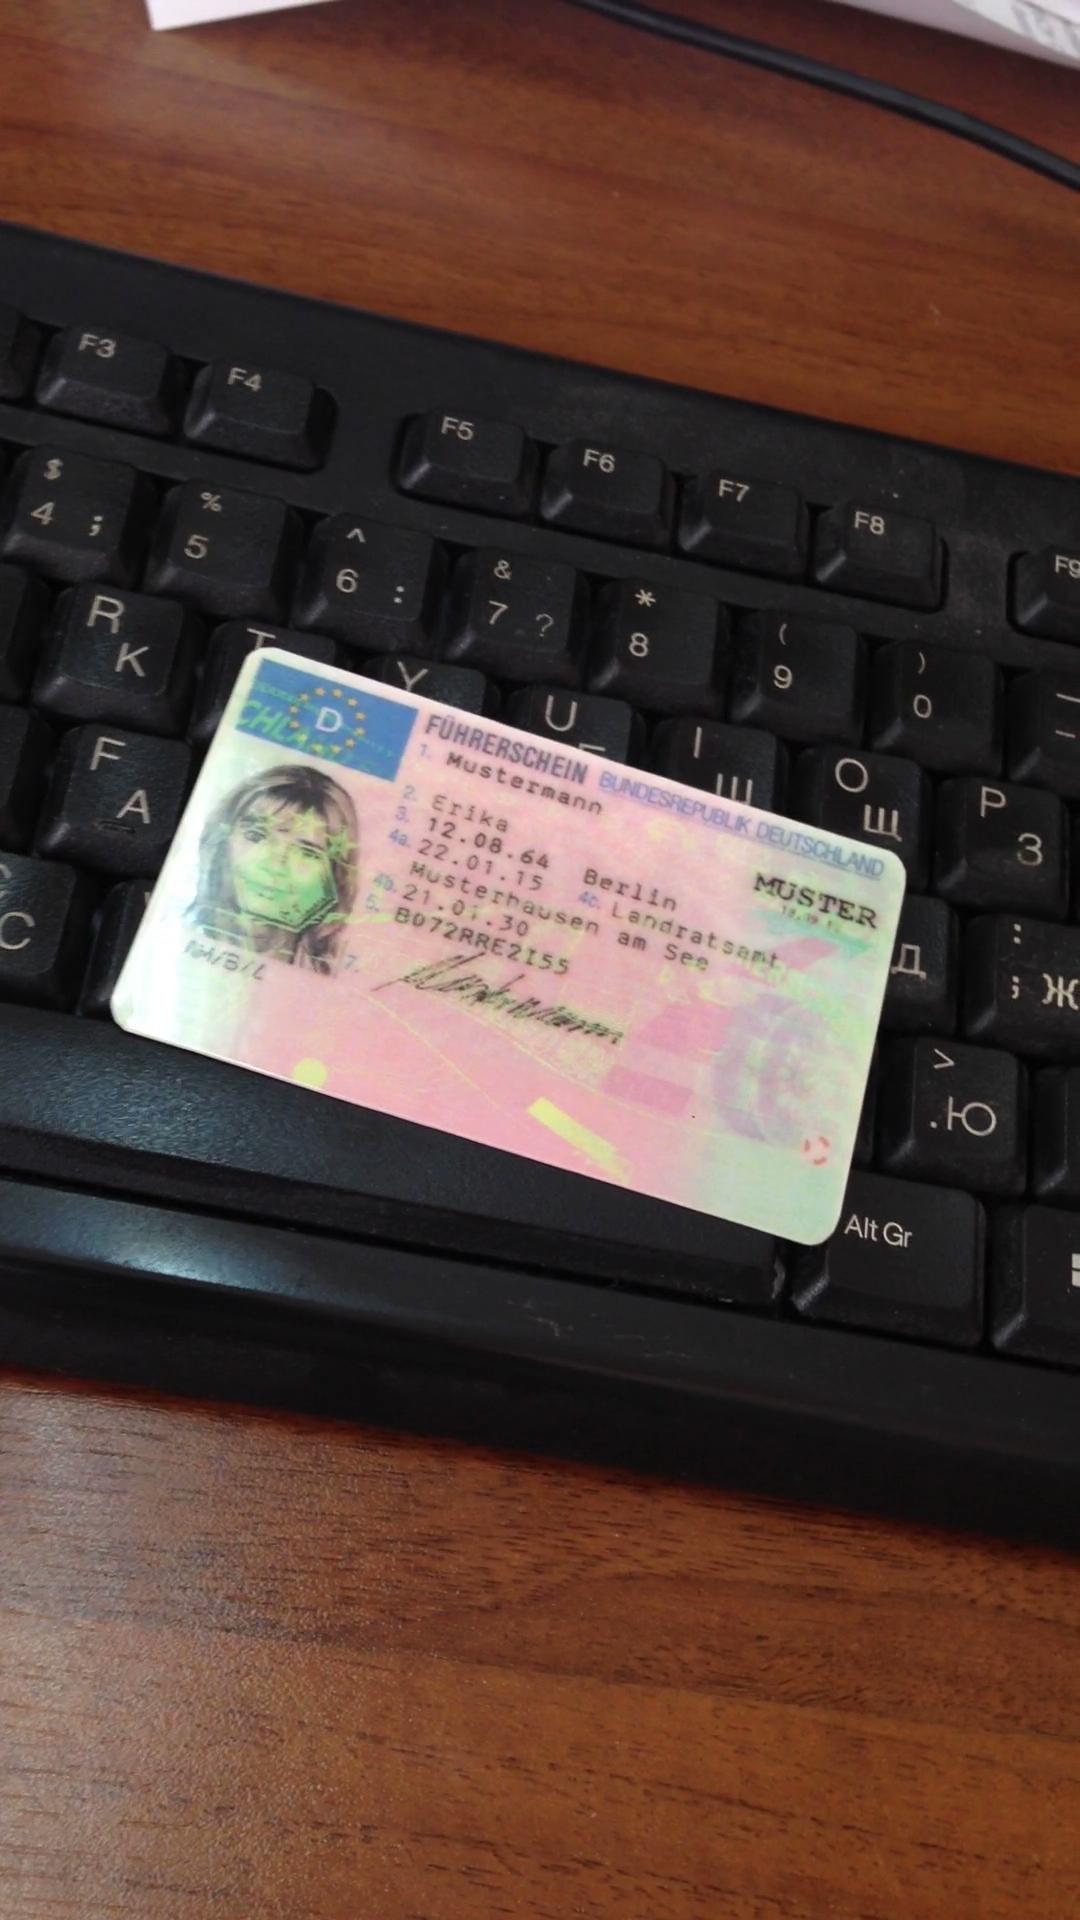 F3 F4 F5 F6 F7 F8 F9
$ % ^ & * ( )
4 ; 5 6 : 7 ? 8 9 0
R T Y U I O P
К Ш Щ З
F
А
С
Д
: ; Ж
>
. Ю
Alt Gr
D
FÜHRERSCHEIN BUNDESREPUBLIK DEUTSCHLAND
1. Mustermann
2. Erika
3. 12.08.64 Berlin
MUSTER
4a. 22.01.15 4c. Landratsamt
Musterhausen am See
4b. 21.01.30
5. B072RRE2I55
7.
AM/B/L